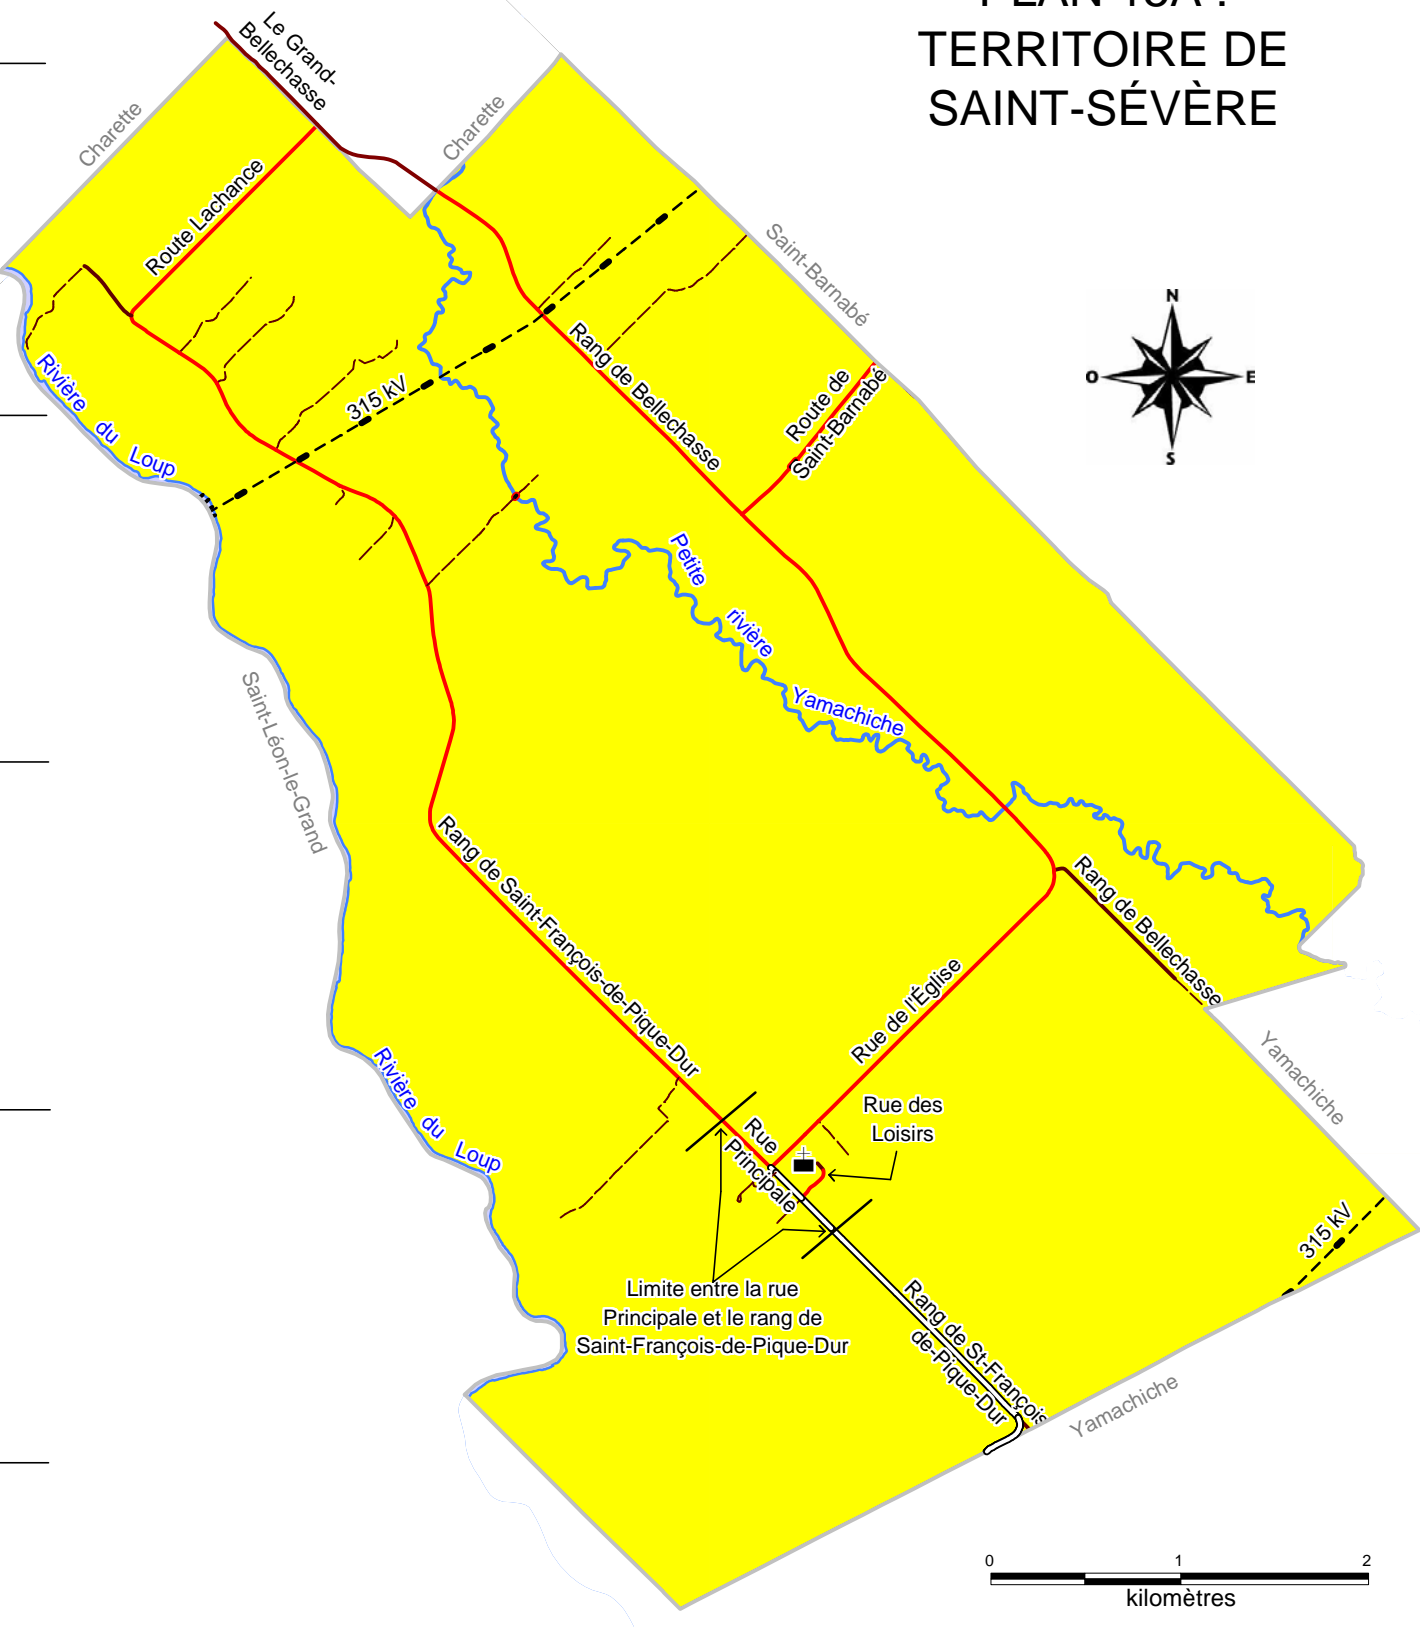 TERRITOIRE DE
SAINT-SÉVÈRE
Le Grand-
Bellechasse
Charette
Charette
Route Lachance
Saint-Barnabé
N
O
E
S
Rivière du Loup
315 kV
Rang de Bellechasse
Route de
Saint-Barnabé
Petite rivière Yamachiche
Saint-Léon-le-Grand
Rang de Saint-François-de-Pique-Dur
Rang de Bellechasse
Rue de l'Église
Yamachiche
Rivière du Loup
Rue des
Loisirs
Rue
Principale
315 kV
Limite entre la rue
Principale et le rang de
Saint-François-de-Pique-Dur
Rang de St-François
de-Pique-Dur
Yamachiche
0 1 2
kilomètres